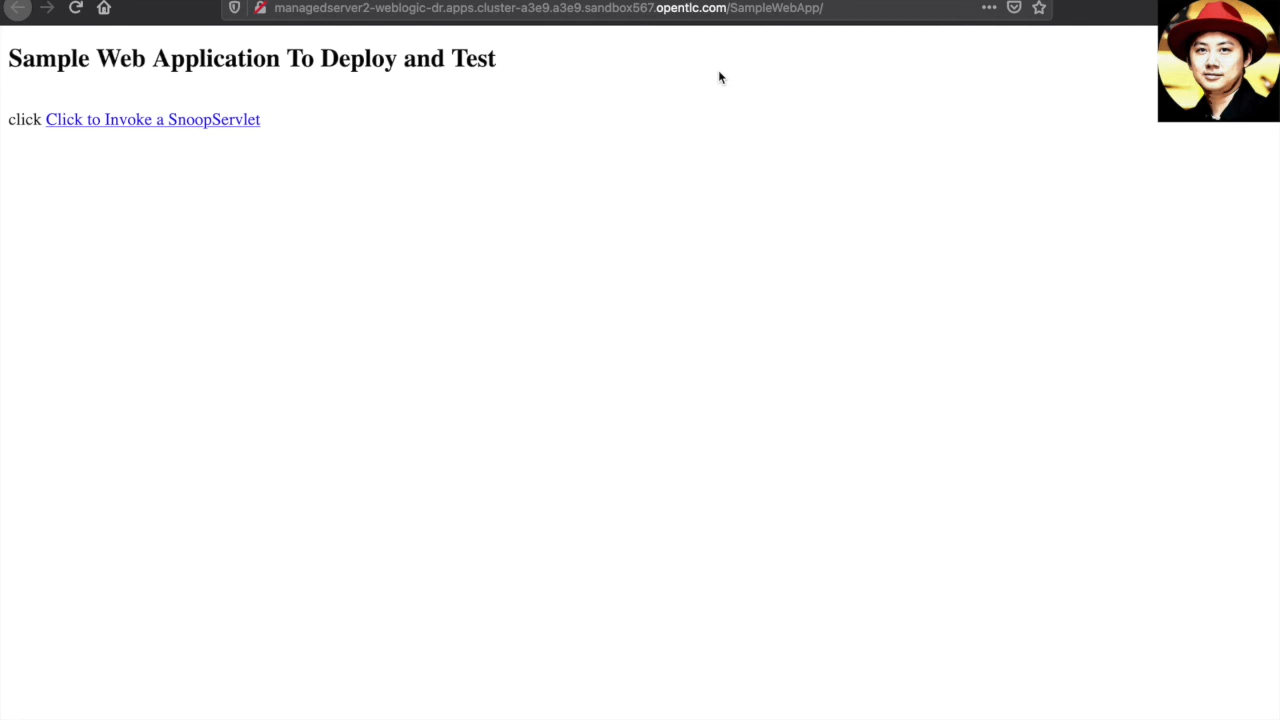 managedserver2-weblogic-dr.apps.cluster-a3e9.a3e9.sandbox567.opentlc.com/SampleWebApp/
Sample Web Application To Deploy and Test
click Click to Invoke a SnoopServlet